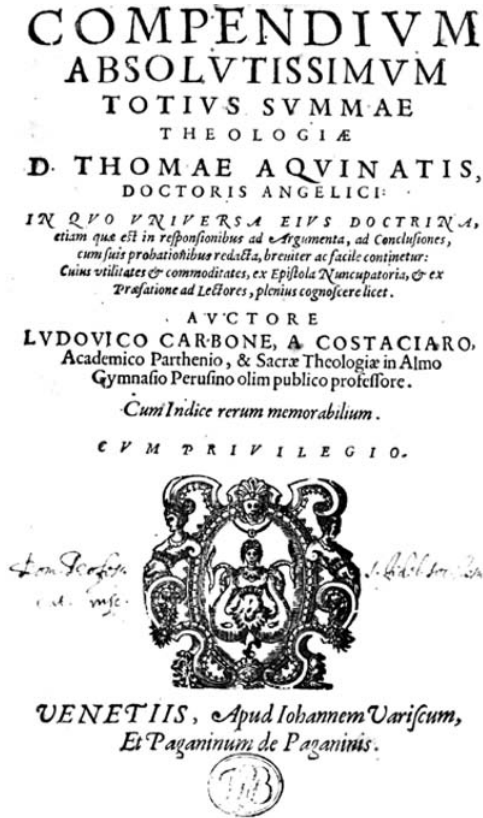 COMPENDIVM
ABSOLVTISSIMVM
TOTIVS SVMMAE
THEOLOGIÆ
D. THOMAE AQVINATIS,
DOCTORIS ANGELICI:
IN QVO VNIVERSA EIVS DOCTRINA,
etiam quæ est in responsionibus ad Argumenta, ad Conclusiones,
cum suis probationibus redacta, breuiter ac facile continetur:
Cuius vtilitates & commoditates, ex Epistola Nuncupatoria, & ex
Præfatione ad Lectores, plenius cognoscere licet.
AVCTORE
LVDOVICO CARBONE, A COSTACIARO,
Academico Parthenio, & Sacræ Theologiæ in Almo
Gymnasio Perusino olim publico professore.
Cum Indice rerum memorabilium.
CVM PRIVILEGIO.
VENETIIS, Apud Iohannem Variscum,
Et Paganinum de Paganinis.